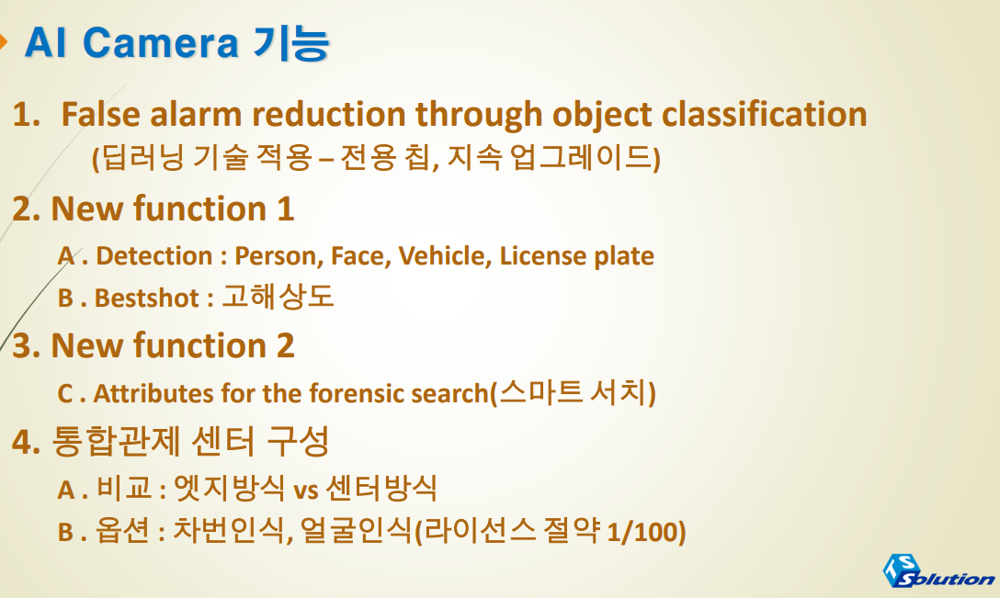 AI Camera 기능
1. False alarm reduction through object classification
(딥러닝 기술 적용 – 전용 칩, 지속 업그레이드)
2. New function 1
A . Detection : Person, Face, Vehicle, License plate
B . Bestshot : 고해상도
3. New function 2
C . Attributes for the forensic search(스마트 서치)
4. 통합관제 센터 구성
A . 비교 : 엣지방식 vs 센터방식
B . 옵션 : 차번인식, 얼굴인식(라이선스 절약 1/100)
TS Solution